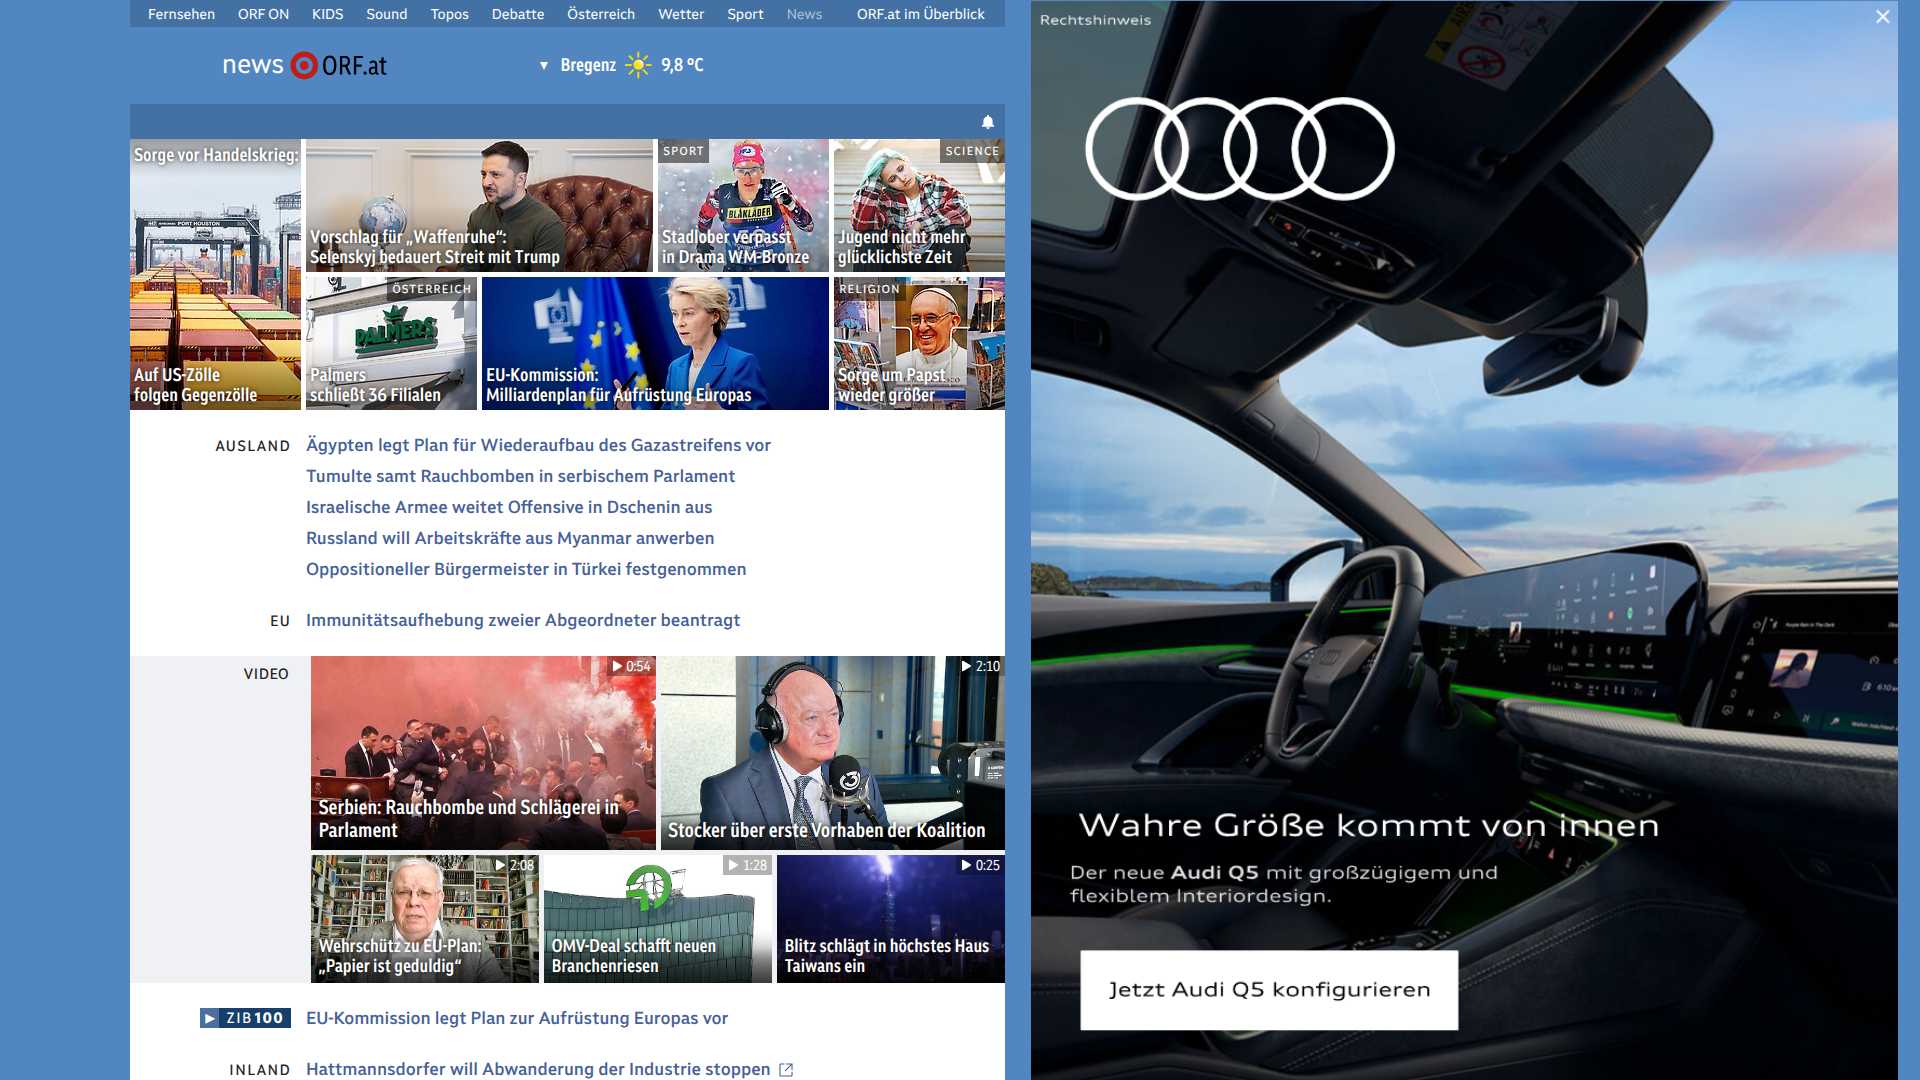 Fernsehen ORF ON KIDS Sound Topos Debatte Österreich Wetter Sport News ORF.at im Überblick
news ORF.at
Bregenz 9,8 °C
Sorge vor Handelskrieg:
Auf US-Zölle
folgen Gegenzölle
PORT HOUSTON
Vorschlag für „Waffenruhe“:
Selenskyj bedauert Streit mit Trump
SPORT
BLÅKLÄDER
Stadlober verpasst
in Drama WM-Bronze
SCIENCE
Jugend nicht mehr
glücklichste Zeit
ÖSTERREICH
PALMERS
Palmers
schließt 36 Filialen
EU-Kommission:
Milliardenplan für Aufrüstung Europas
RELIGION
Sorge um Papst
wieder größer
AUSLAND
Ägypten legt Plan für Wiederaufbau des Gazastreifens vor
Tumulte samt Rauchbomben in serbischem Parlament
Israelische Armee weitet Offensive in Dschenin aus
Russland will Arbeitskräfte aus Myanmar anwerben
Oppositioneller Bürgermeister in Türkei festgenommen
EU
Immunitätsaufhebung zweier Abgeordneter beantragt
VIDEO
0:54
Serbien: Rauchbombe und Schlägerei in
Parlament
2:10
Stocker über erste Vorhaben der Koalition
2:08
Wehrschütz zu EU-Plan:
„Papier ist geduldig“
1:28
OMV-Deal schafft neuen
Branchenriesen
0:25
Blitz schlägt in höchstes Haus
Taiwans ein
ZIB100
EU-Kommission legt Plan zur Aufrüstung Europas vor
INLAND
Hattmannsdorfer will Abwanderung der Industrie stoppen
Rechtshinweis
Wahre Größe kommt von innen
Der neue Audi Q5 mit großzügigem und
flexiblem Interiordesign.
Jetzt Audi Q5 konfigurieren